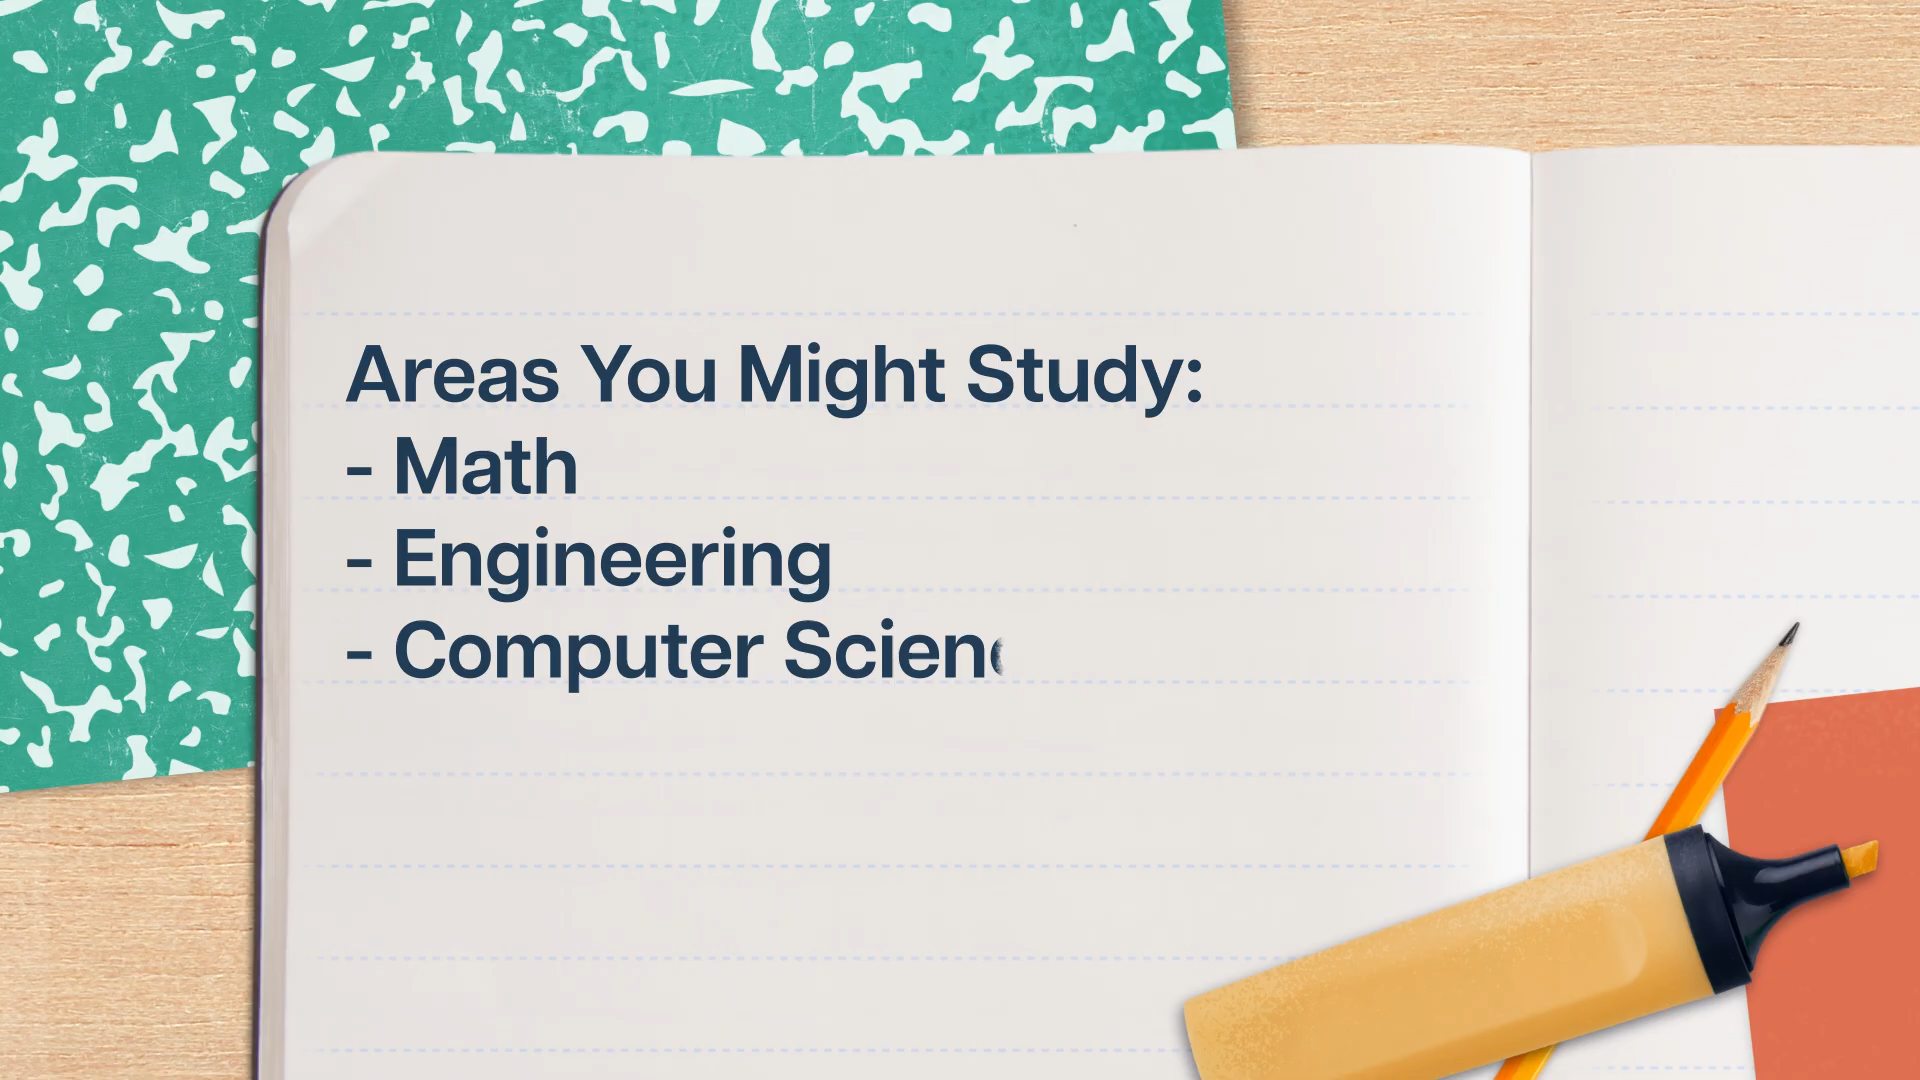 Areas You Might Study:
- Math
- Engineering
- Computer Scien